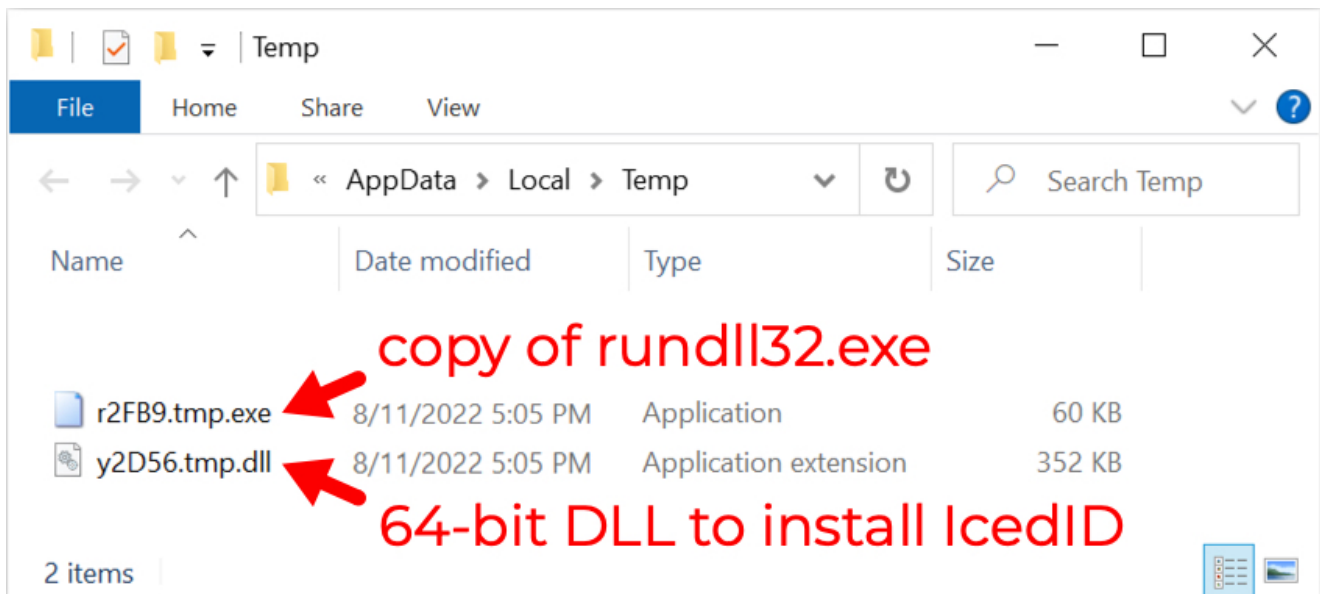 Temp
File Home Share View
« AppData > Local > Temp Search Temp
Name Date modified Type Size
copy of rundll32.exe
r2FB9.tmp.exe 8/11/2022 5:05 PM Application 60 KB
y2D56.tmp.dll 8/11/2022 5:05 PM Application extension 352 KB
64-bit DLL to install IcedID
2 items